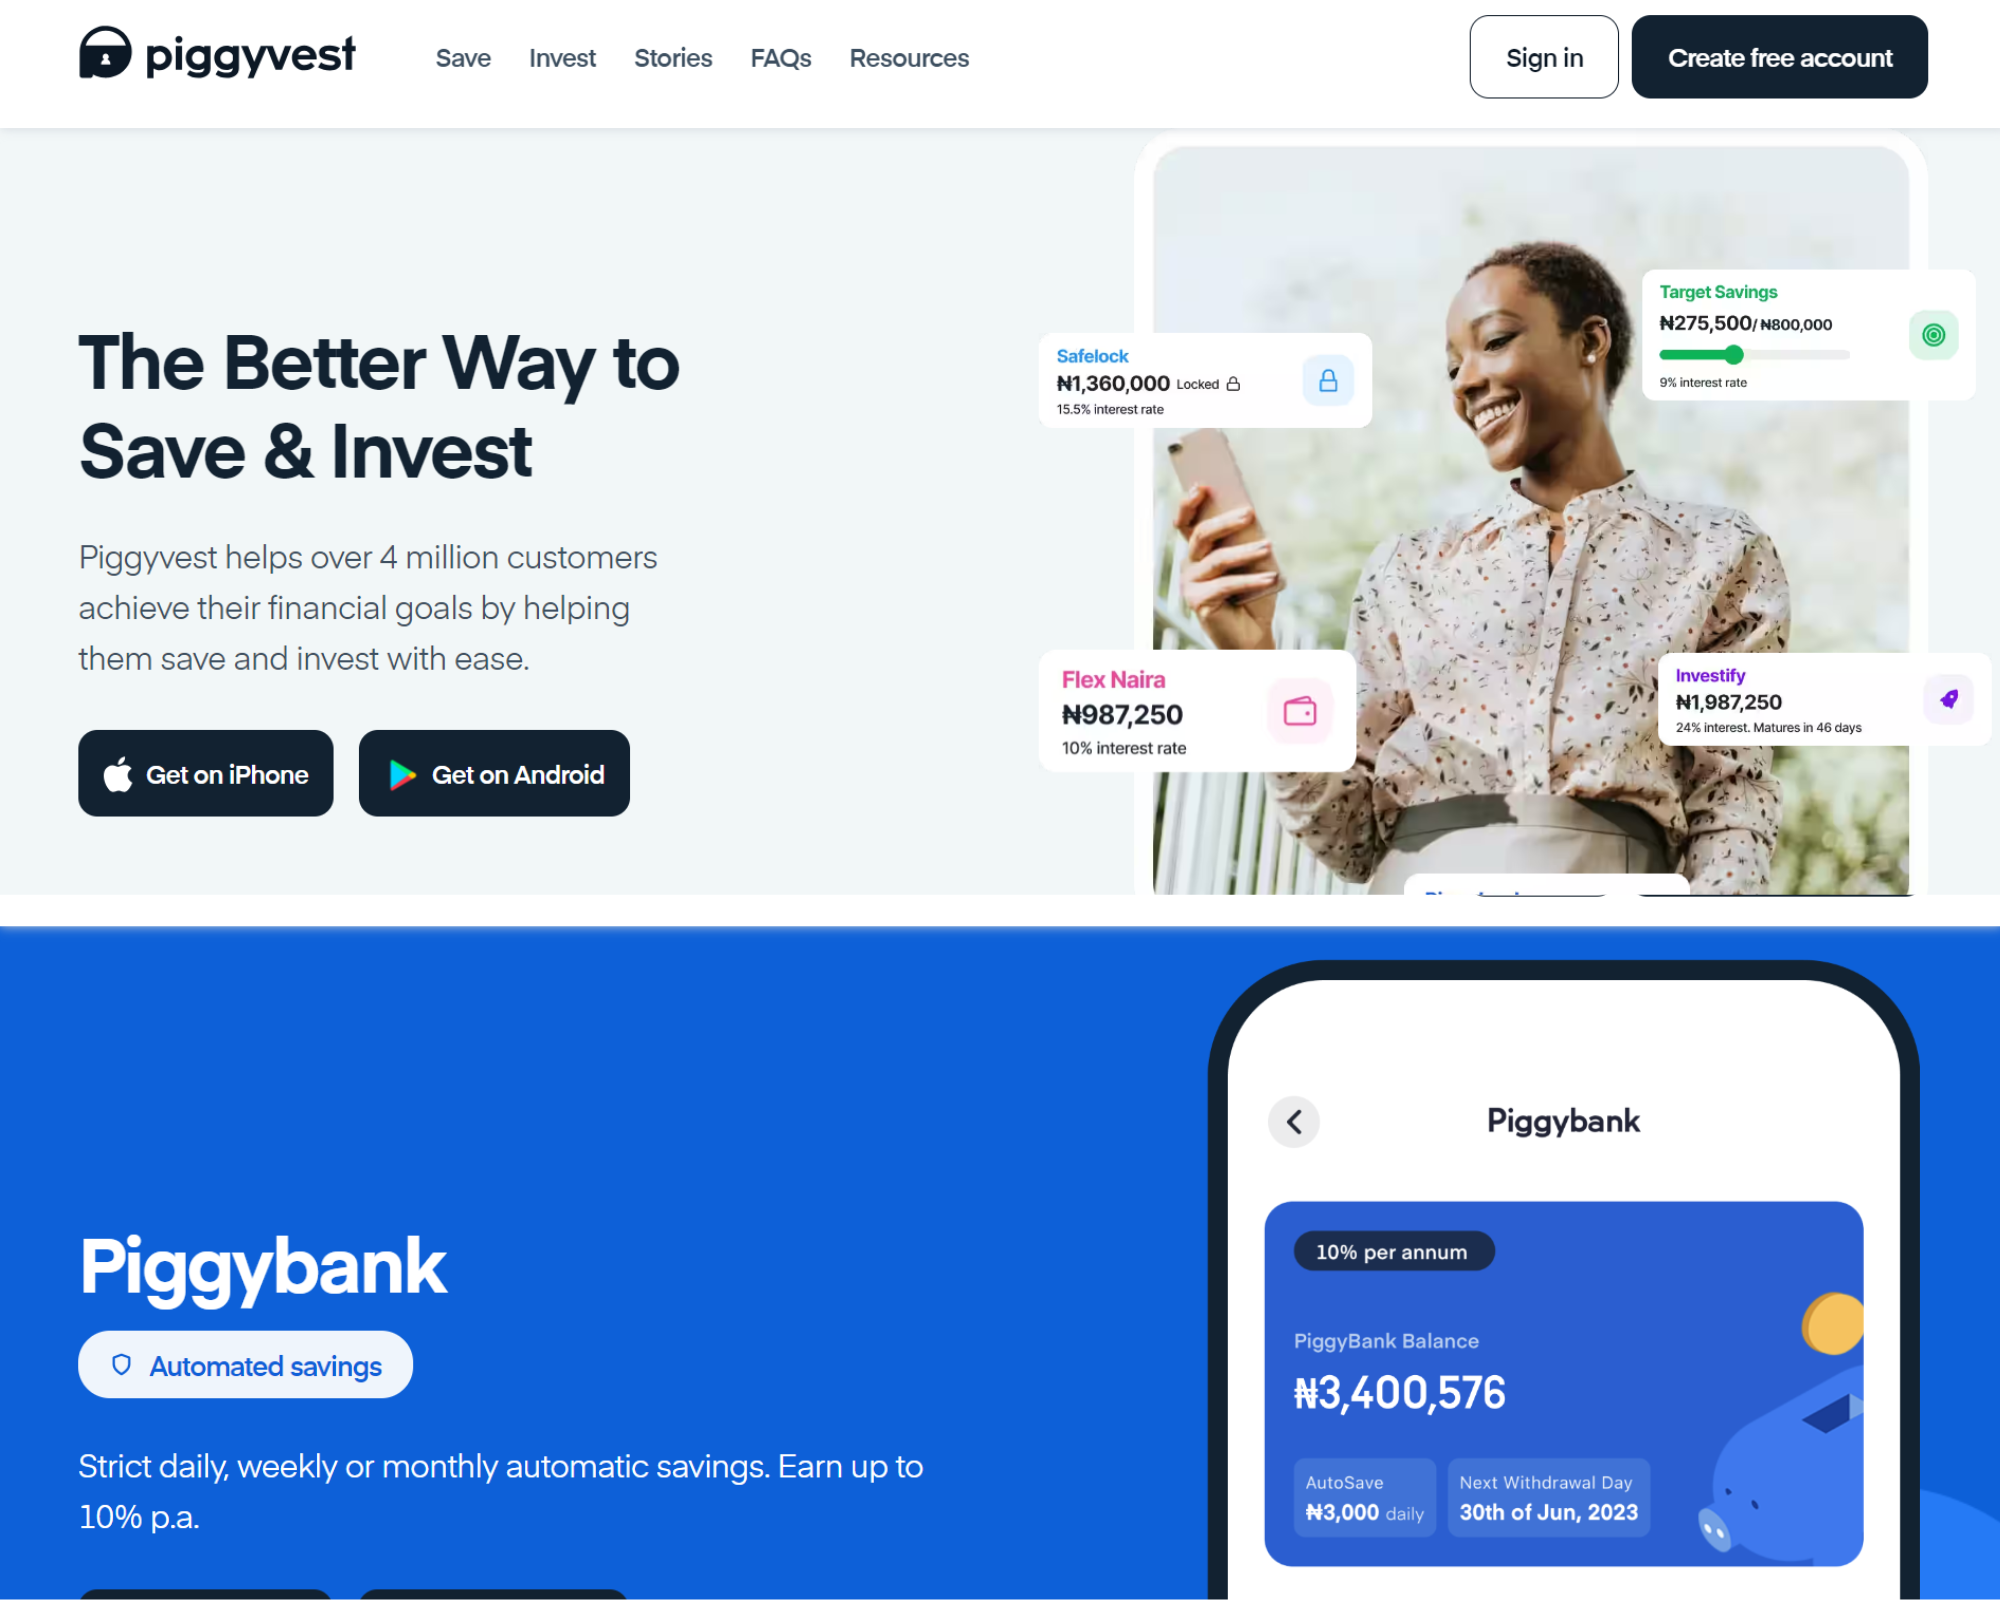 piggyvest
Save
Invest
Stories
FAQs
Resources
Sign in
Create free account
The Better Way to
Save & Invest
Piggyvest helps over 4 million customers
achieve their financial goals by helping
them save and invest with ease.
Get on iPhone
Get on Android
Safelock
₦1,360,000 Locked
15.5% interest rate
Target Savings
₦275,500/₦800,000
9% interest rate
Flex Naira
₦987,250
10% interest rate
Investify
₦1,987,250
24% interest. Matures in 46 days
Piggybank
Automated savings
Strict daily, weekly or monthly automatic savings. Earn up to
10% p.a.
Piggybank
10% per annum
PiggyBank Balance
₦3,400,576
AutoSave
₦3,000 daily
Next Withdrawal Day
30th of Jun, 2023